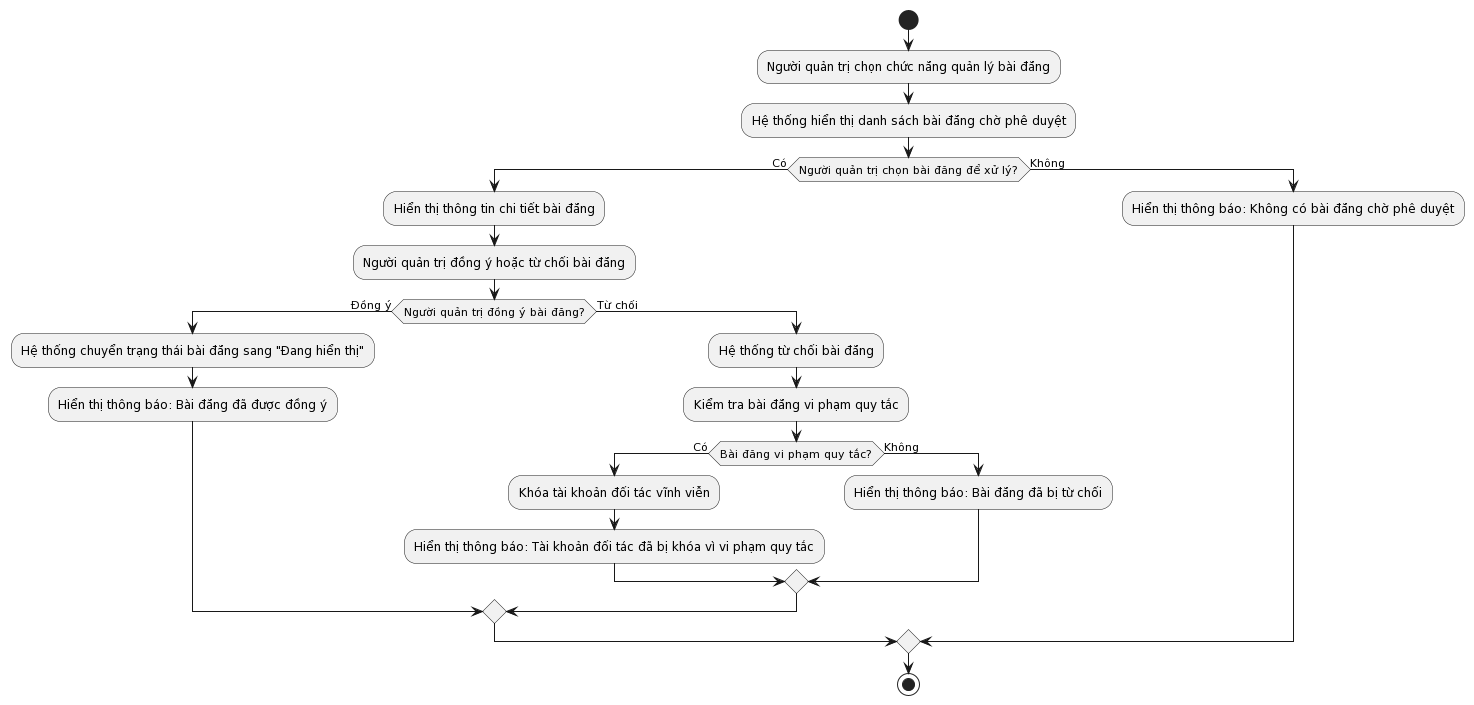 Người quản trị chọn chức năng quản lý bài đăng
Hệ thống hiển thị danh sách bài đăng chờ phê duyệt
Có
Người quản trị chọn bài đăng để xử lý?
Không
Hiển thị thông tin chi tiết bài đăng
Hiển thị thông báo: Không có bài đăng chờ phê duyệt
Người quản trị đồng ý hoặc từ chối bài đăng
Đồng ý
Người quản trị đồng ý bài đăng?
Từ chối
Hệ thống chuyển trạng thái bài đăng sang "Đang hiển thị"
Hệ thống từ chối bài đăng
Hiển thị thông báo: Bài đăng đã được đồng ý
Kiểm tra bài đăng vi phạm quy tắc
Có
Bài đăng vi phạm quy tắc?
Không
Khóa tài khoản đối tác vĩnh viễn
Hiển thị thông báo: Bài đăng đã bị từ chối
Hiển thị thông báo: Tài khoản đối tác đã bị khóa vì vi phạm quy tắc